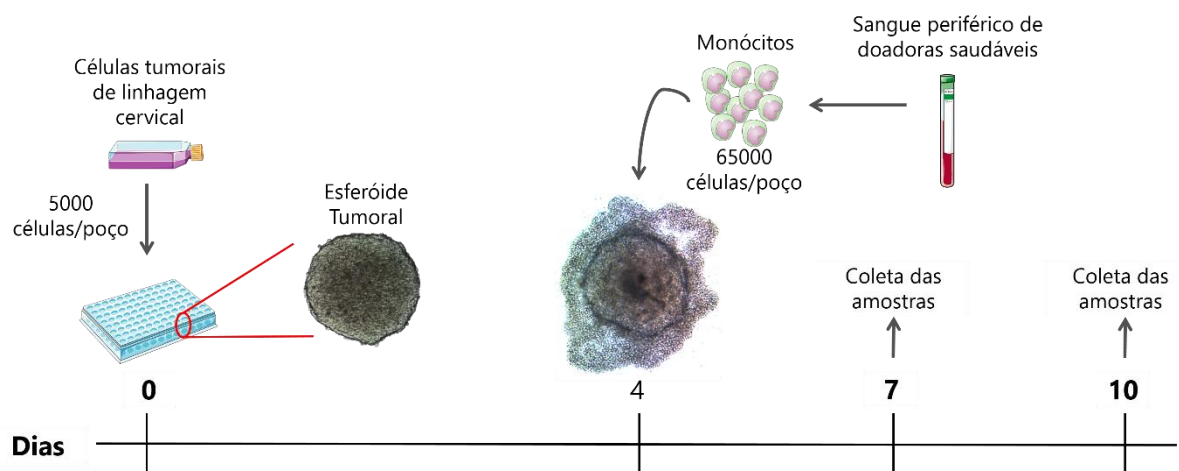 Células tumorais
de linhagem
cervical
5000
células/poço
Esferóide
Tumoral
Monócitos
65000
células/poço
Sangue periférico de
doadoras saudáveis
Coleta das
amostras
Coleta das
amostras
0
4
7
10
Dias